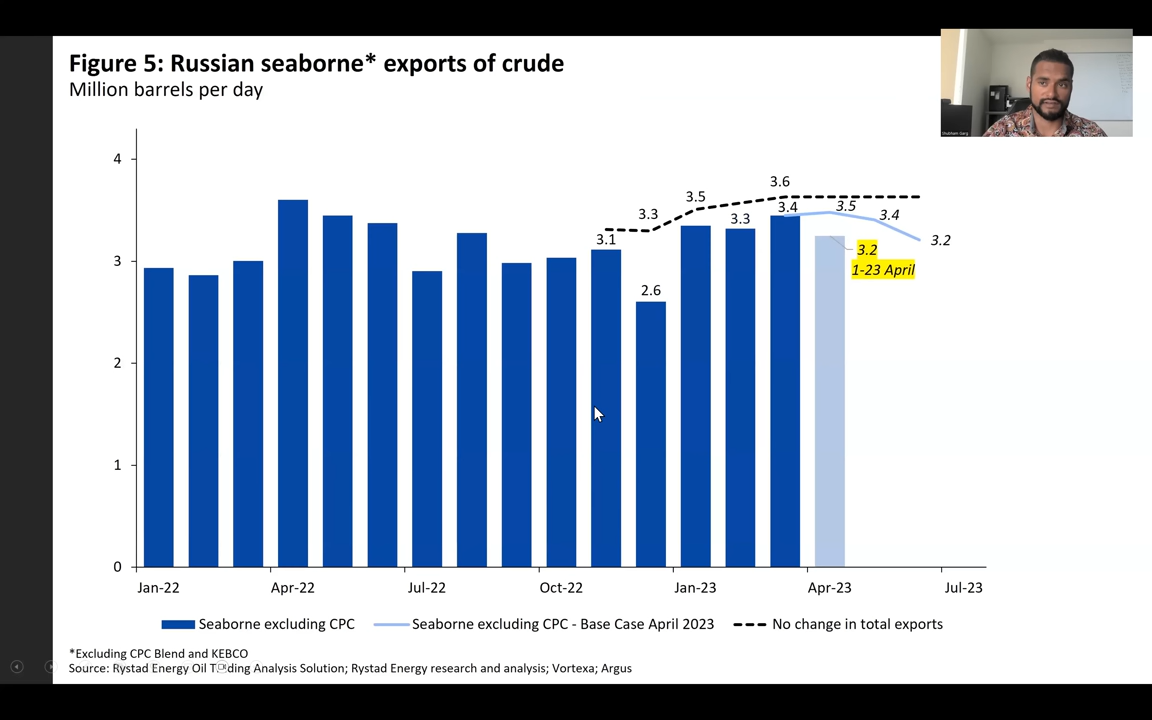 Figure 5: Russian seaborne* exports of crude
Million barrels per day
Shubham Garg
4
3
2
1
0
3.1
3.3
2.6
3.5
3.3
3.6
3.4
3.5
3.4
3.2
3.2
1-23 April
Jan-22
Apr-22
Jul-22
Oct-22
Jan-23
Apr-23
Jul-23
Seaborne excluding CPC
Seaborne excluding CPC - Base Case April 2023
No change in total exports
*Excluding CPC Blend and KEBCO
Source: Rystad Energy Oil Trading Analysis Solution; Rystad Energy research and analysis; Vortexa; Argus